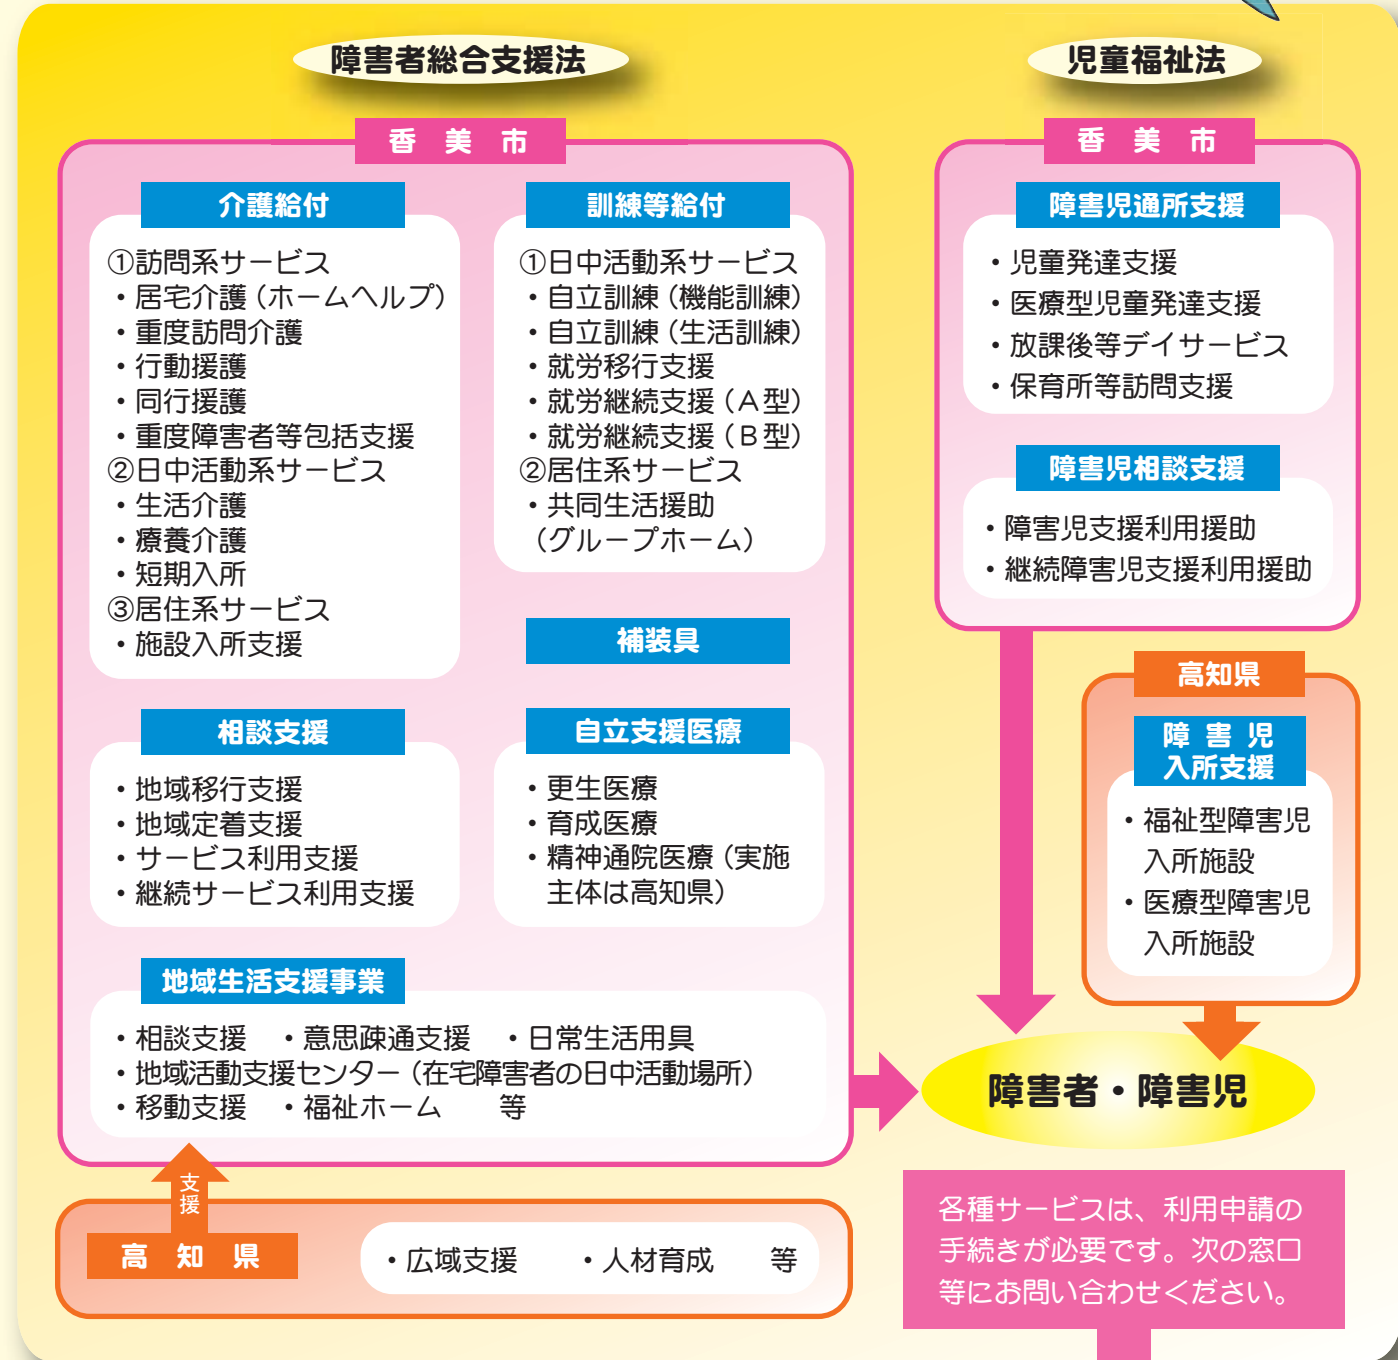 障害者総合支援法
香美市
介護給付
①訪問系サービス
・居宅介護（ホームヘルプ）
・重度訪問介護
・行動援護
・同行援護
・重度障害者等包括支援
②日中活動系サービス
・生活介護
・療養介護
・短期入所
③居住系サービス
・施設入所支援
訓練等給付
①日中活動系サービス
・自立訓練（機能訓練）
・自立訓練（生活訓練）
・就労移行支援
・就労継続支援（Ａ型）
・就労継続支援（Ｂ型）
②居住系サービス
・共同生活援助
（グループホーム）
補装具
相談支援
・地域移行支援
・地域定着支援
・サービス利用支援
・継続サービス利用支援
自立支援医療
・更生医療
・育成医療
・精神通院医療（実施
主体は高知県）
地域生活支援事業
・相談支援　・意思疎通支援　・日常生活用具
・地域活動支援センター（在宅障害者の日中活動場所）
・移動支援　・福祉ホーム　　等
支援
高知県
・広域支援　　・人材育成　　等
児童福祉法
香美市
障害児通所支援
・児童発達支援
・医療型児童発達支援
・放課後等デイサービス
・保育所等訪問支援
障害児相談支援
・障害児支援利用援助
・継続障害児支援利用援助
高知県
障害児
入所支援
・福祉型障害児
入所施設
・医療型障害児
入所施設
障害者・障害児
各種サービスは、利用申請の
手続きが必要です。次の窓口
等にお問い合わせください。